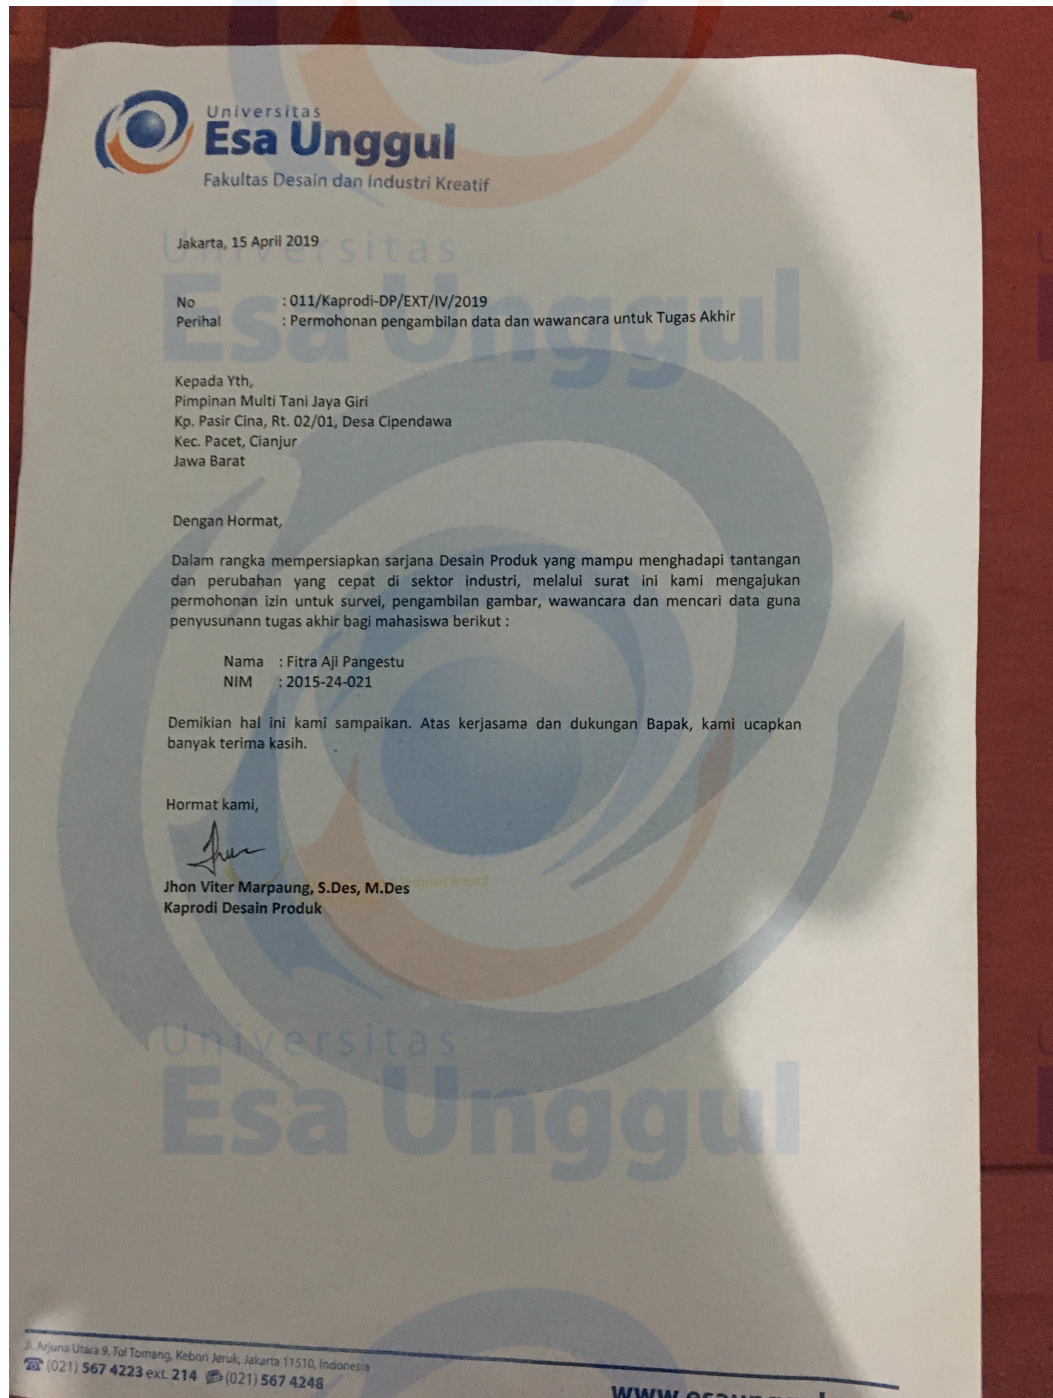 Universitas
Esa Unggul
Fakultas Desain dan Industri Kreatif
Jakarta, 15 April 2019
No : 011/Kaprodi-DP/EXT/IV/2019
Perihal : Permohonan pengambilan data dan wawancara untuk Tugas Akhir
Kepada Yth,
Pimpinan Multi Tani Jaya Giri
Kp. Pasir Cina, Rt. 02/01, Desa Cipendawa
Kec. Pacet, Cianjur
Jawa Barat
Dengan Hormat,
Dalam rangka mempersiapkan sarjana Desain Produk yang mampu menghadapi tantangan
dan perubahan yang cepat di sektor industri, melalui surat ini kami mengajukan
permohonan izin untuk survei, pengambilan gambar, wawancara dan mencari data guna
penyusunann tugas akhir bagi mahasiswa berikut :
Nama : Fitra Aji Pangestu
NIM : 2015-24-021
Demikian hal ini kami sampaikan. Atas kerjasama dan dukungan Bapak, kami ucapkan
banyak terima kasih.
Hormat kami,
Jhon Viter Marpaung, S.Des, M.Des
Kaprodi Desain Produk
Universitas
Esa Unggul
Universitas
Esa Unggul
Jl. Arjuna Utara 9, Tol Tomang, Kebon Jeruk, Jakarta 11510, Indonesia
(021) 567 4223 ext. 214 (021) 567 4248